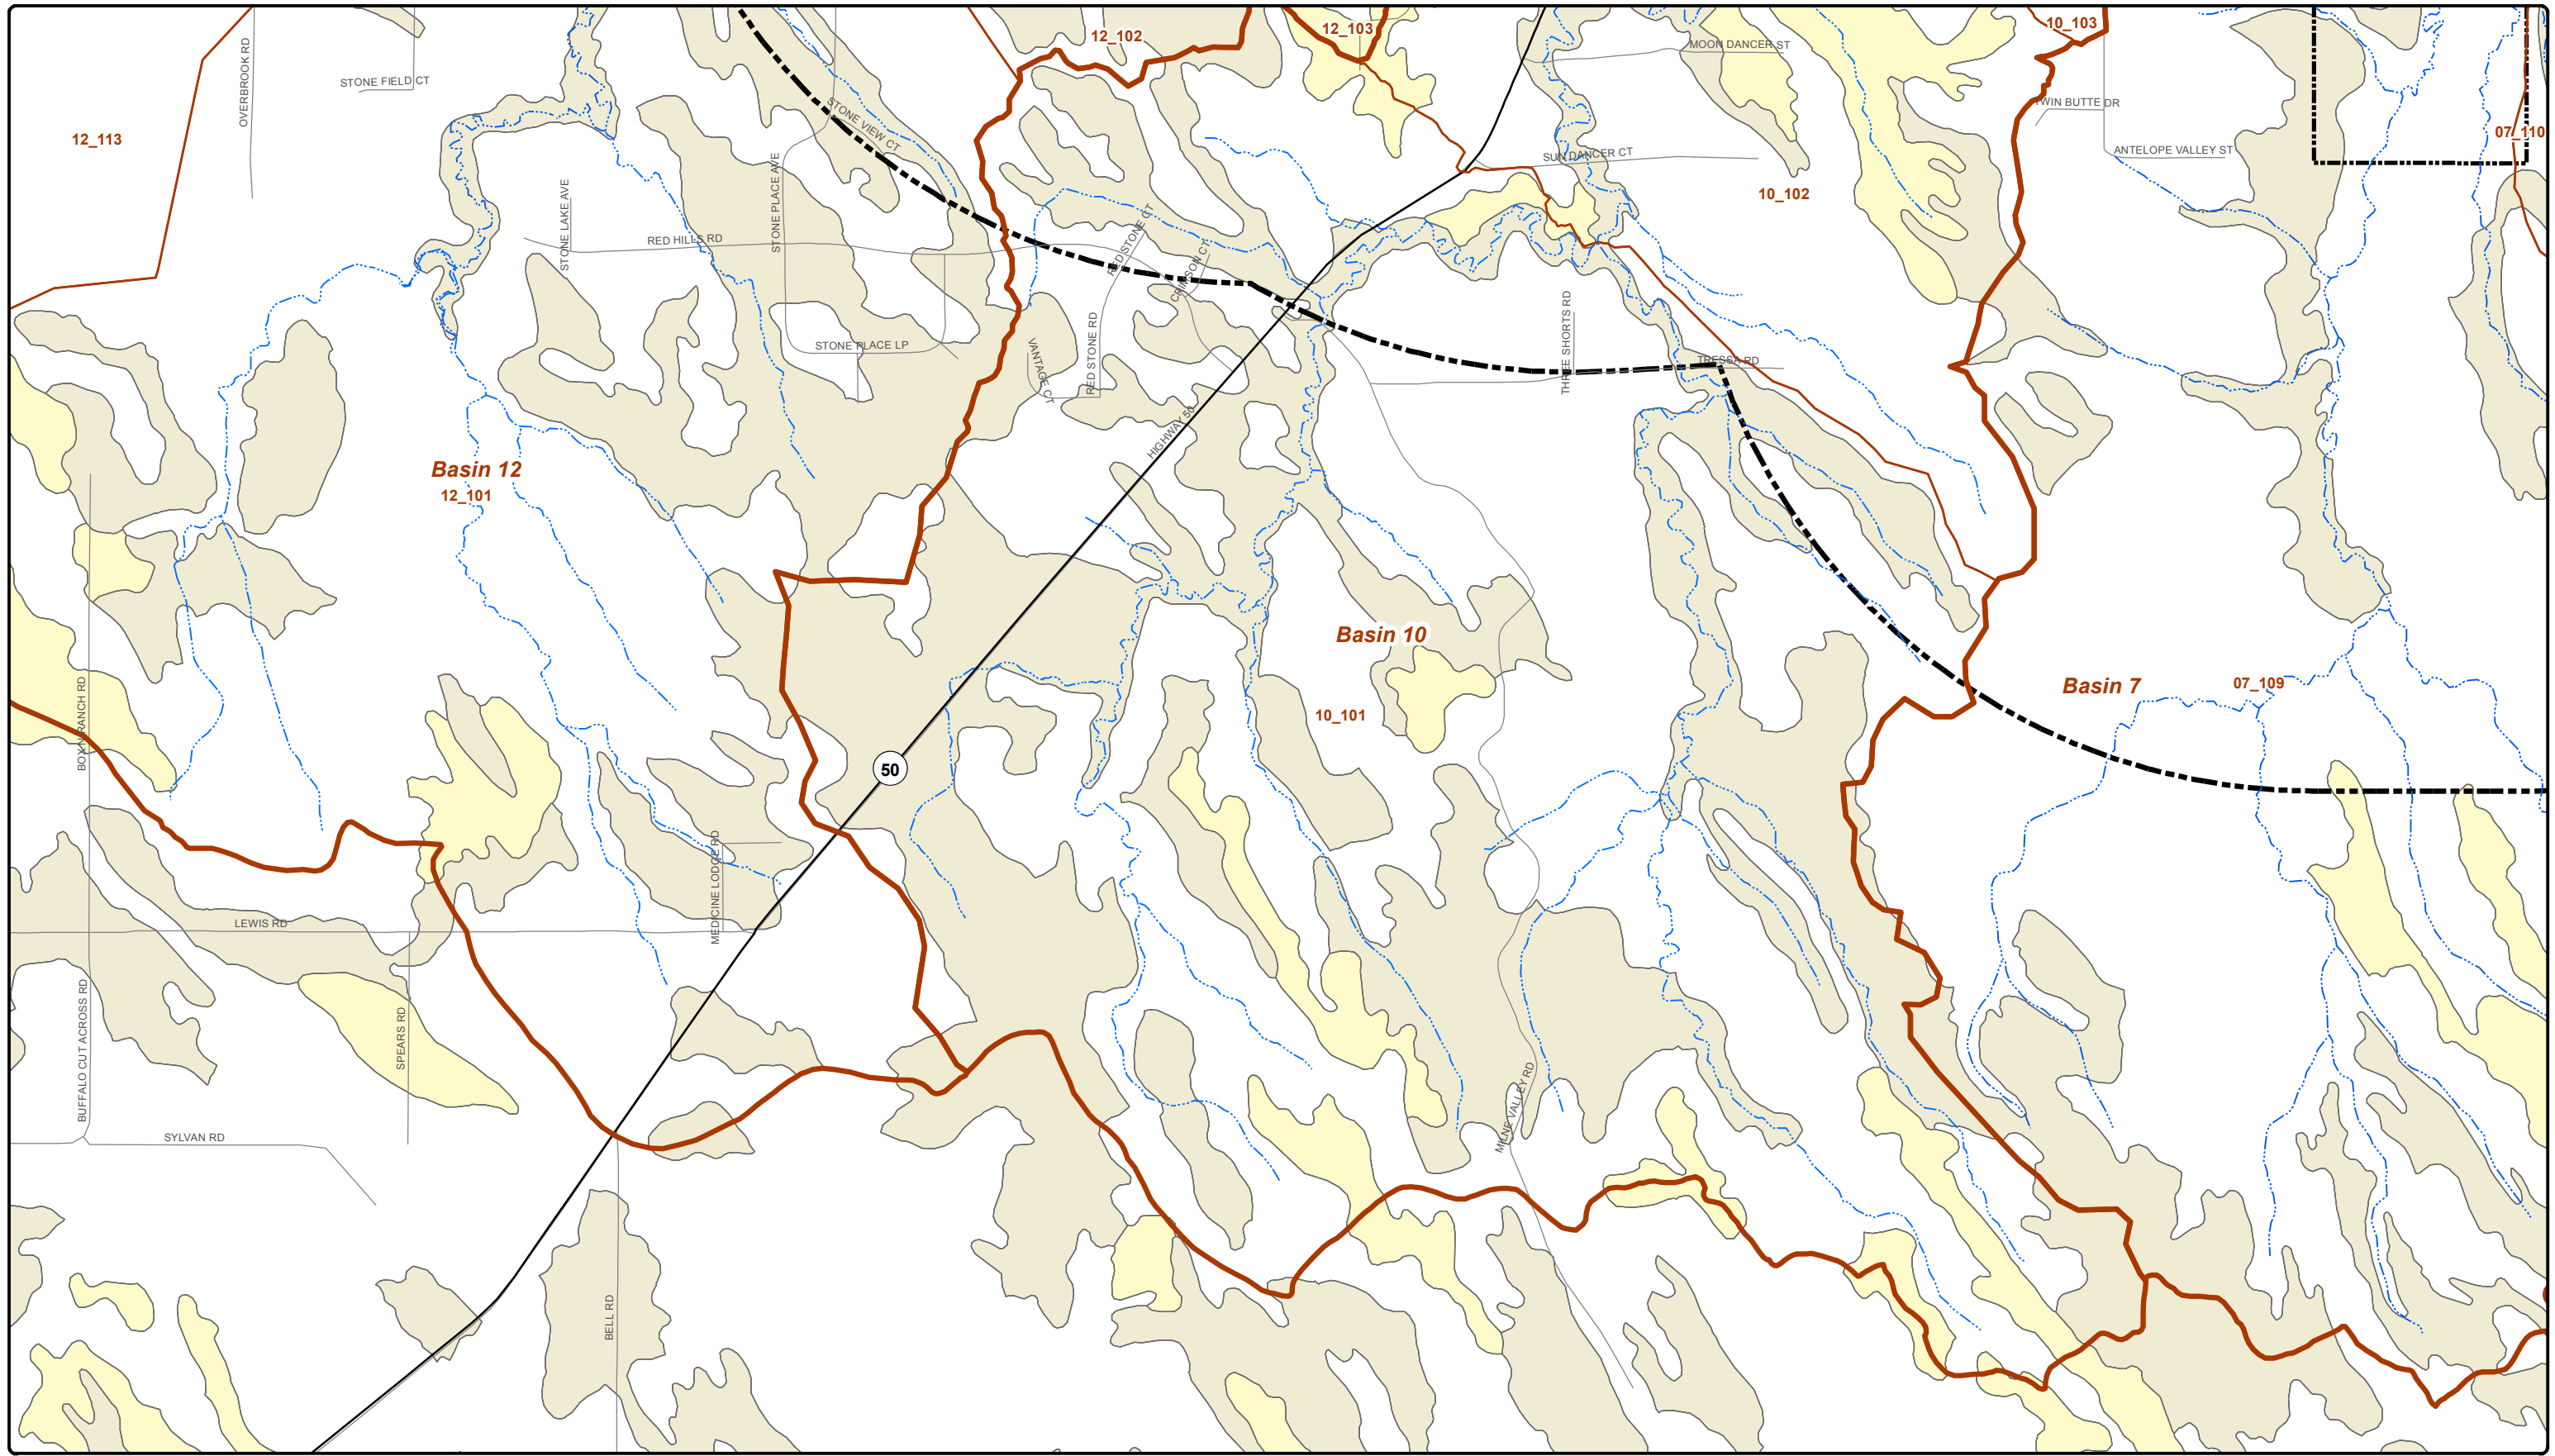 12_102
12_103
10_103
MOON DANCER ST
OVERBROOK RD
STONE FIELD CT
TWIN BUTTE DR
STONE VIEW CT
12_113
07_110
ANTELOPE VALLEY ST
SUN DANCER CT
10_102
STONE LAKE AVE
STONE PLACE AVE
RED HILLS RD
RED STONE CT
CRIMSON CT
STONE PLACE LP
VANTAGE CT
RED STONE RD
THREE SHORTS RD
TRESSA RD
HIGHWAY 50
Basin 12
12_101
Basin 10
10_101
Basin 7
07_109
BOX N RANCH RD
50
MEDICINE LODGE RD
LEWIS RD
BUFFALO CUT ACROSS RD
SPEARS RD
MILNE VALLEY RD
SYLVAN RD
BELL RD